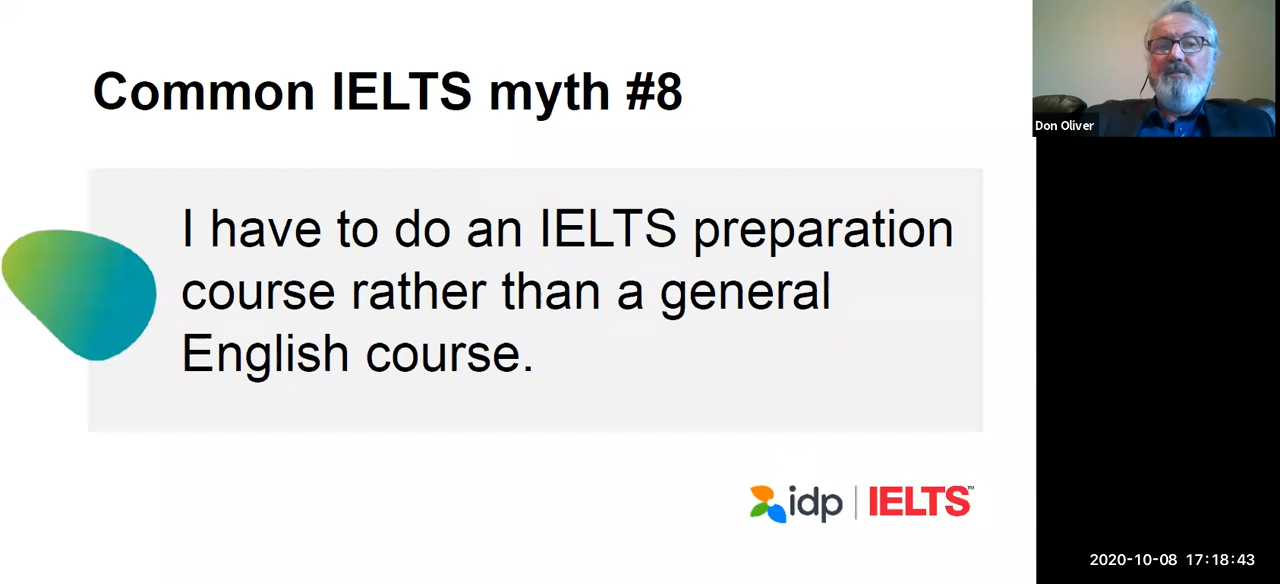 Common IELTS myth #8
I have to do an IELTS preparation
course rather than a general
English course.
idp | IELTS™
Don Oliver
2020-10-08 17:18:43